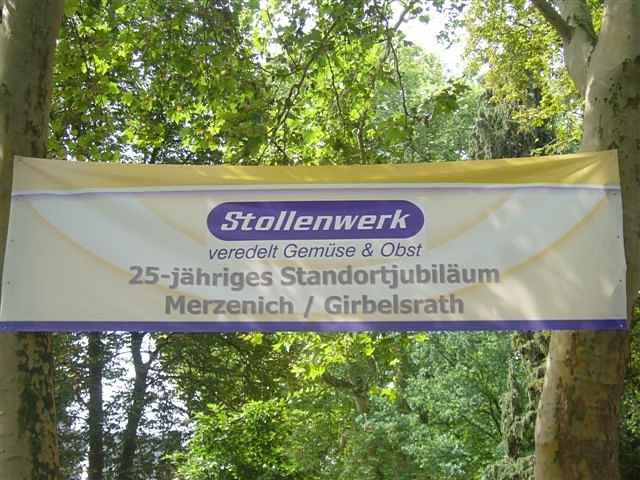 Stollenwerk
veredelt Gemüse & Obst
25-jähriges Standortjubiläum
Merzenich / Girbelsrath